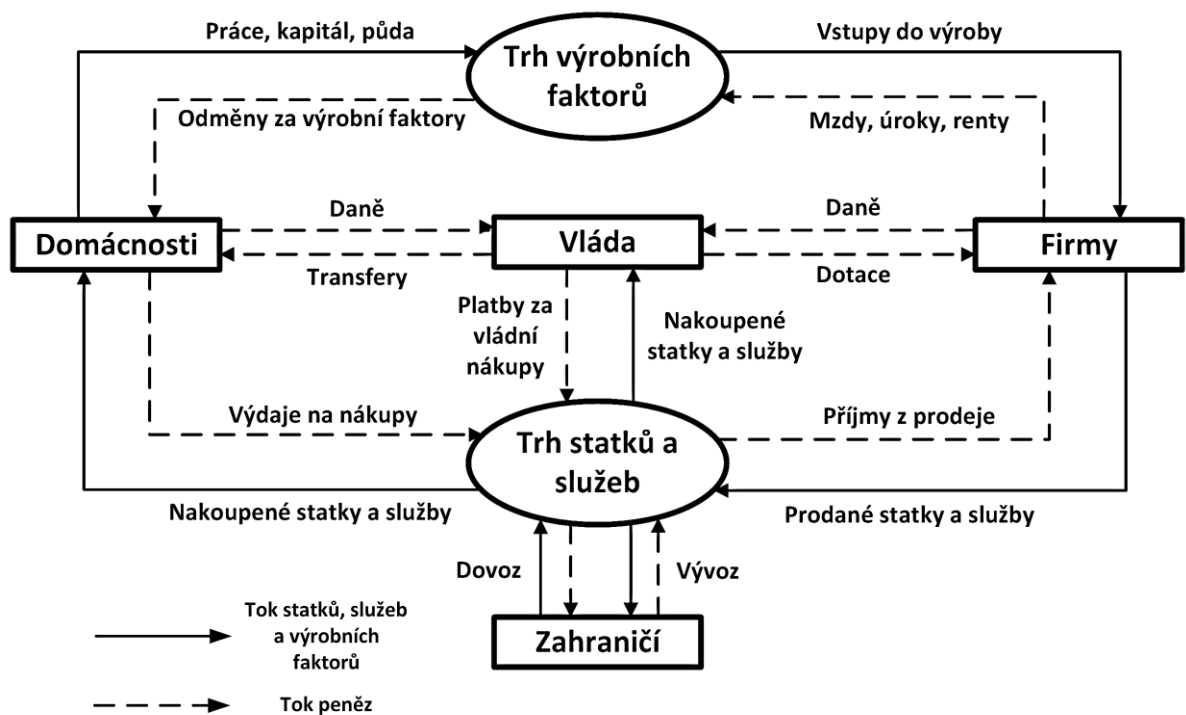 Práce, kapitál, půda
Trh výrobních
faktorů
Vstupy do výroby
Odměny za výrobní faktory
Mzdy, úroky, renty
Domácnosti
Daně
Vláda
Daně
Firmy
Transfery
Dotace
Platby za
vládní
nákupy
Nakoupené
statky a služby
Výdaje na nákupy
Trh statků a
služeb
Příjmy z prodeje
Nakoupené statky a služby
Prodané statky a služby
Dovoz
Vývoz
Zahraničí
Tok statků, služeb
a výrobních
faktorů
Tok peněz